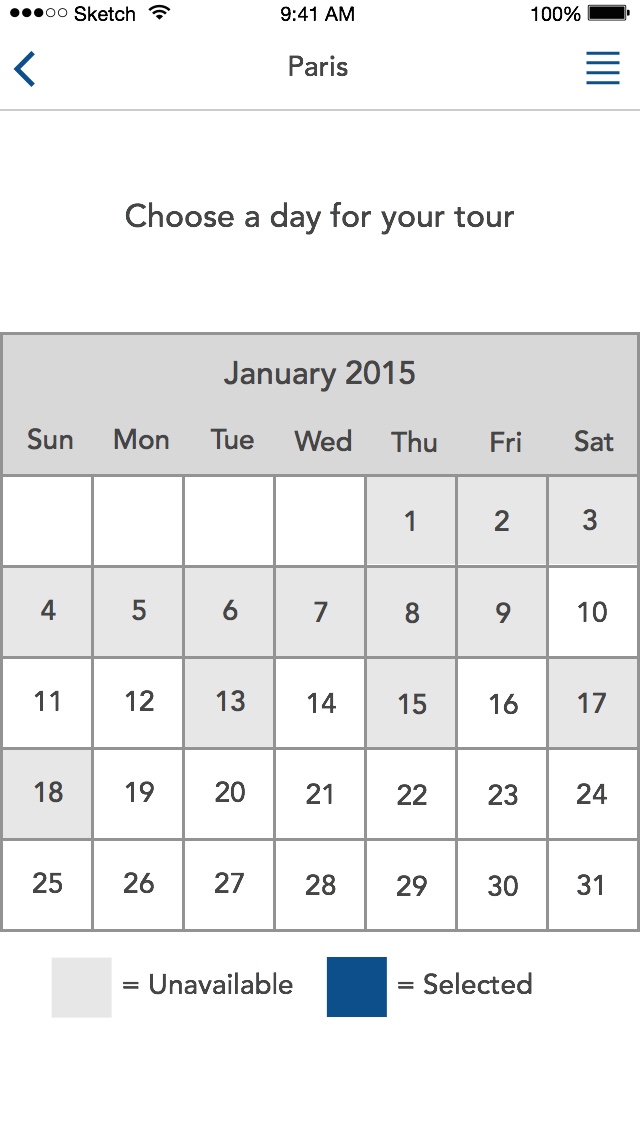 Sketch 9:41 AM 100%
Paris
Choose a day for your tour
January 2015
Sun Mon Tue Wed Thu Fri Sat
1 2 3
4 5 6 7 8 9 10
11 12 13 14 15 16 17
18 19 20 21 22 23 24
25 26 27 28 29 30 31
= Unavailable = Selected